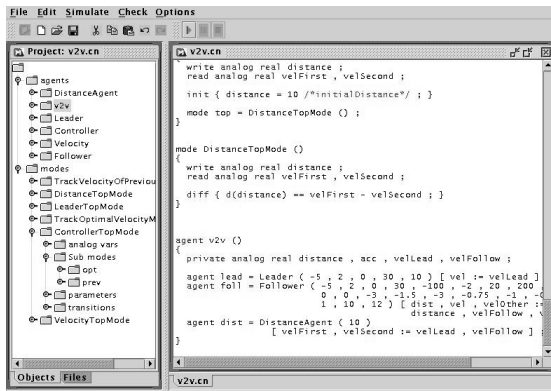 File Edit Simulate Check Options
Project: v2v.cn
agents
DistanceAgent
v2v
Leader
Controller
Velocity
Follower
modes
TrackVelocityOfPreviou
DistanceTopMode
LeaderTopMode
TrackOptimalVelocityM
ControllerTopMode
analog vars
Sub modes
opt
prev
parameters
transitions
VelocityTopMode
Objects Files
v2v.cn
write analog real distance ;
read analog real velFirst , velSecond ;
init { distance = 10 /*initialDistance*/ ; }
mode top = DistanceTopMode () ;
}
mode DistanceTopMode ()
{
write analog real distance ;
read analog real velFirst , velSecond ;
diff { d(distance) == velFirst - velSecond ; }
}
agent v2v ()
{
private analog real distance , acc , velLead , velFollow ;
agent lead = Leader ( -5 , 2 , 0 , 30 , 10 ) [ vel := velLead ]
agent foll = Follower ( -5 , 2 , 0 , 30 , -100 , -2 , 20 , 200 ,
0 , 0 , -3 , -1.5 , -3 , -0.75 , -1 , -0
1 , 10 , 12 ) [ dist , vel , velOther :=
distance , velFollow , v
agent dist = DistanceAgent ( 10 )
[ velFirst , velSecond := velLead , velFollow ] ;
}
v2v.cn